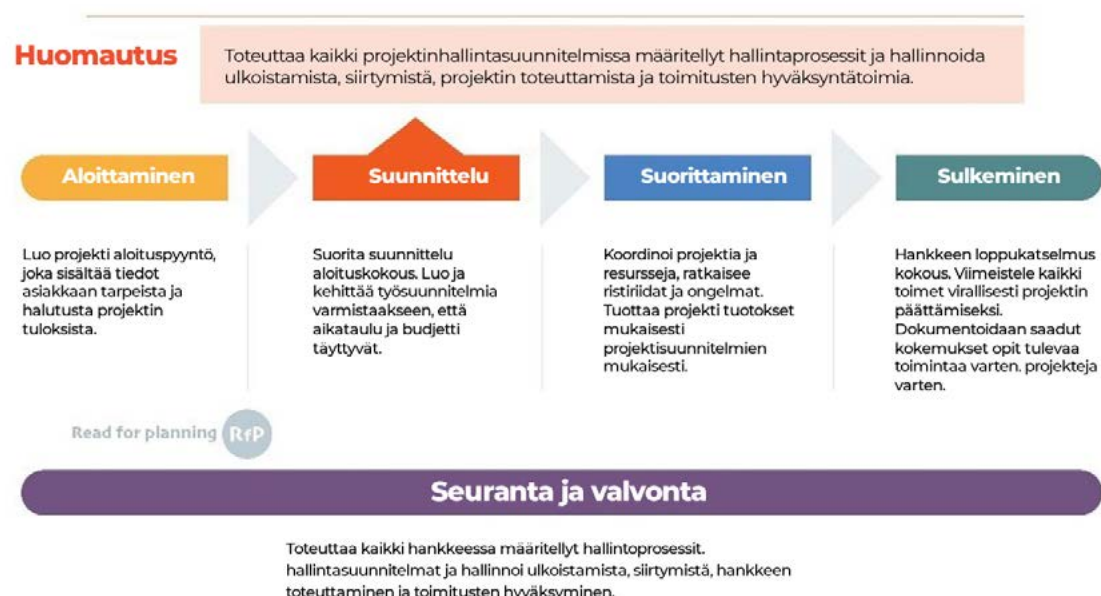 Huomautus
Toteuttaa kaikki projektinhallintasuunnitelmissa määritellyt hallintaprosessit ja hallinnoida
ulkoistamista, siirtymistä, projektin toteuttamista ja toimitusten hyväksyntätoimia.
Aloittaminen
Suunnittelu
Suorittaminen
Sulkeminen
Luo projekti aloituspyyntö,
joka sisältää tiedot
asiakkaan tarpeista ja
halutusta projektin
tuloksista.
Suorita suunnittelu
aloituskokous. Luo ja
kehittää työsuunnitelmia
varmistaakseen, että
aikataulu ja budjetti
täyttyvät.
Koordinoi projektia ja
resursseja, ratkaisee
ristiriidat ja ongelmat.
Tuottaa projekti tuotokset
mukaisesti
projektisuunnitelmien
mukaisesti.
Hankkeen loppukatselmus
kokous. Viimeistele kaikki
toimet virallisesti projektin
päättämiseksi.
Dokumentoidaan saadut
kokemukset opit tulevaa
toimintaa varten. projekteja
varten.
Read for planning RfP
Seuranta ja valvonta
Toteuttaa kaikki hankkeessa määritellyt hallintoprosessit.
hallintasuunnitelmat ja hallinnoi ulkoistamista, siirtymistä, hankkeen
toteuttaminen ja toimitusten hyväksyminen.